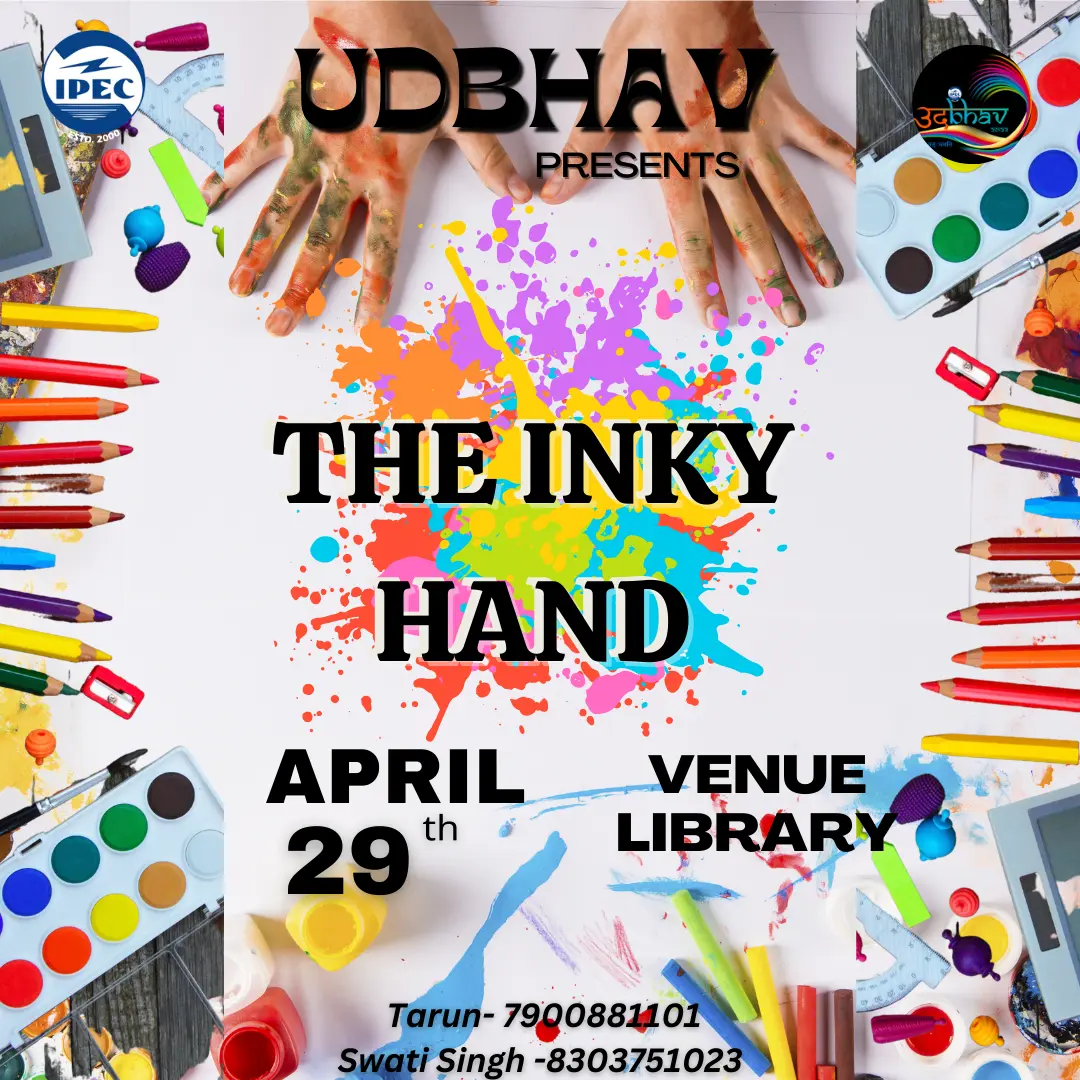 IPEC
ESTD. 2000
UDBHAV
PRESENTS
उदbhav
THE INKY
HAND
APRIL
29th
VENUE
LIBRARY
Tarun- 7900881101
Swati Singh -8303751023